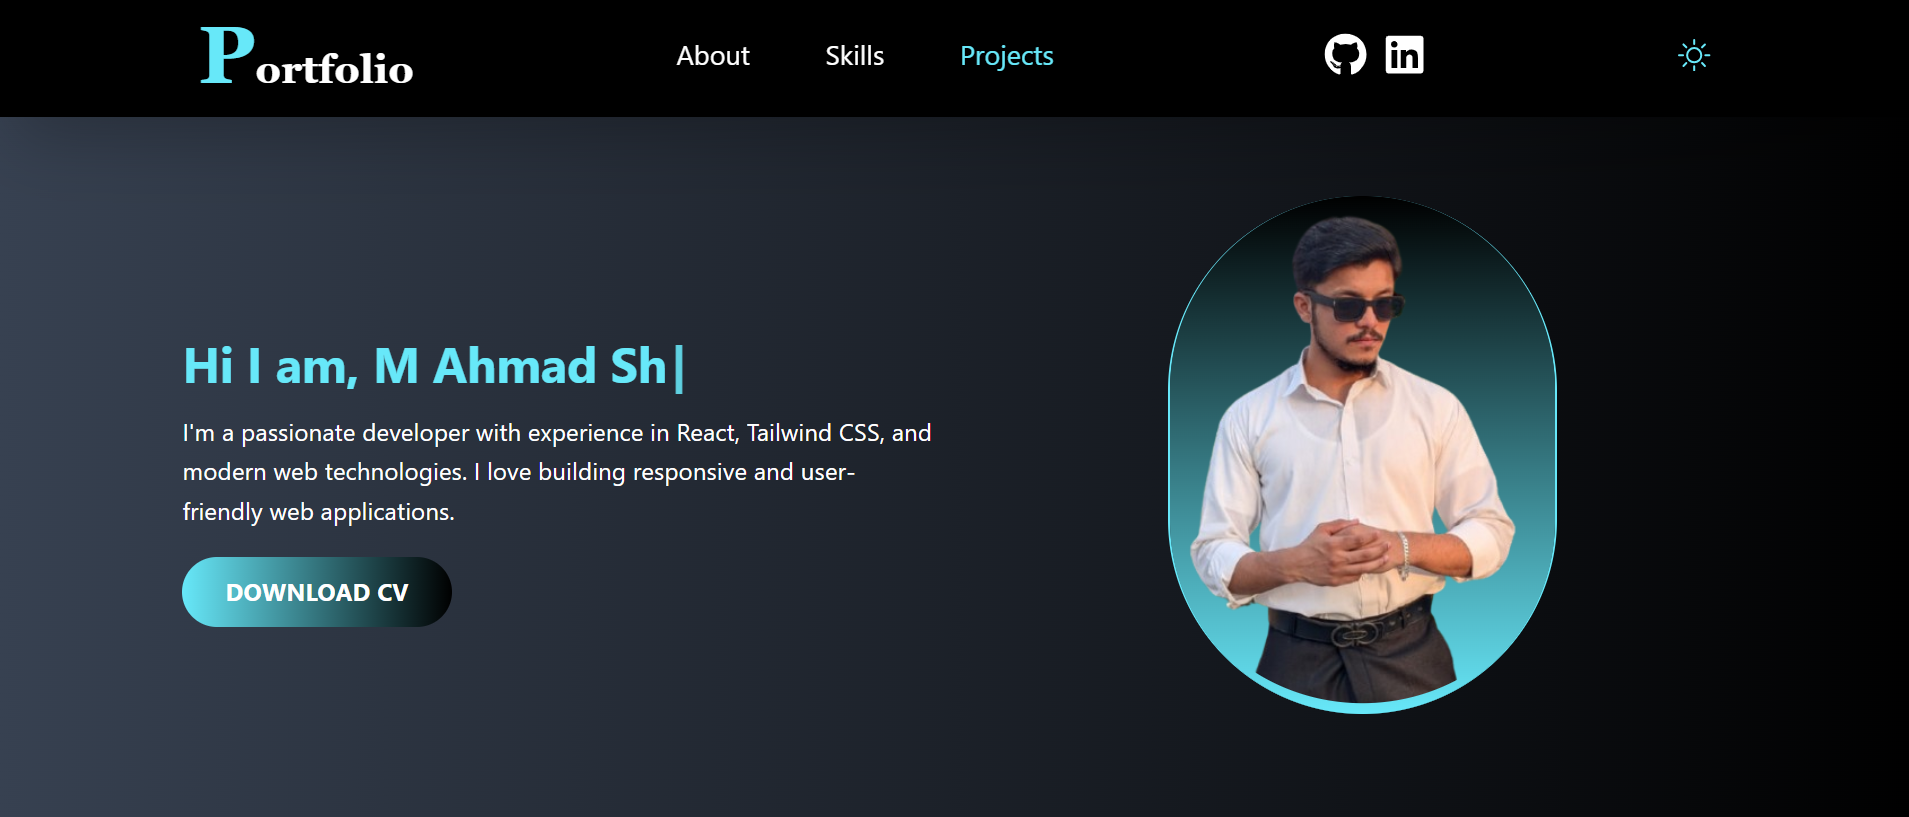 Portfolio
About
Skills
Projects
Hi I am, M Ahmad Sh|
I'm a passionate developer with experience in React, Tailwind CSS, and
modern web technologies. I love building responsive and user-
friendly web applications.
DOWNLOAD CV